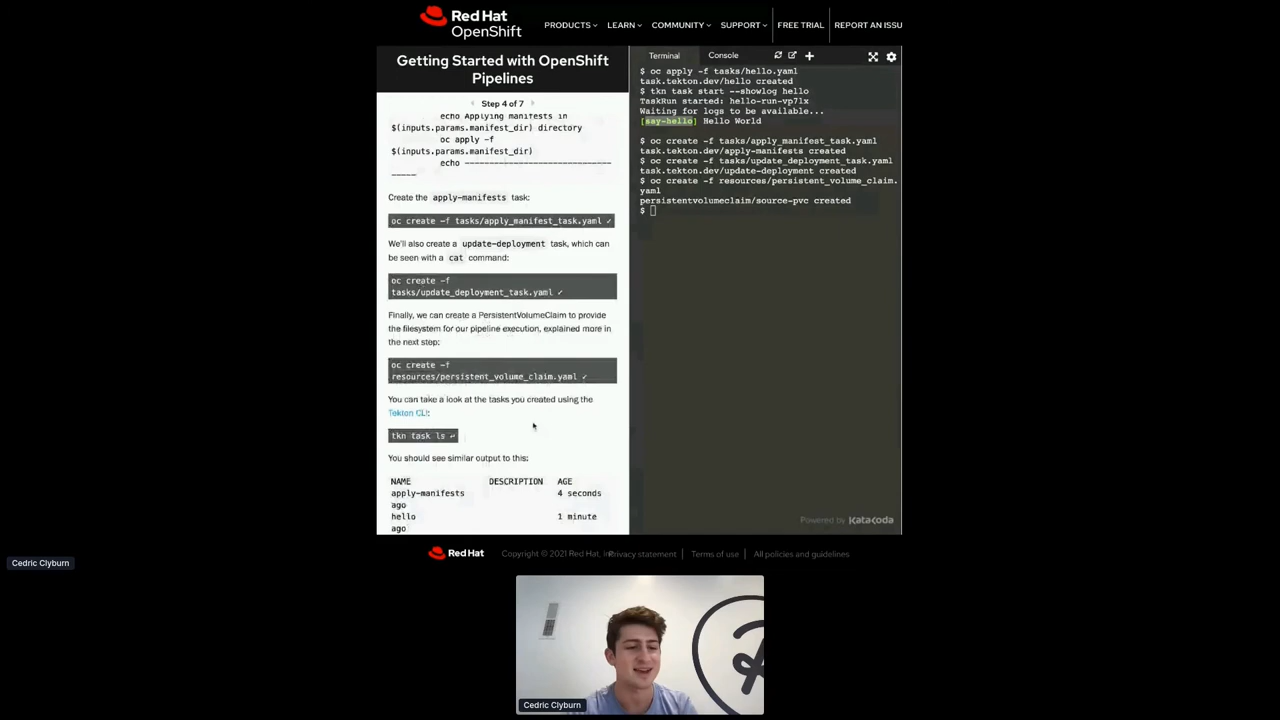 Red Hat
OpenShift
PRODUCTS
LEARN
COMMUNITY
SUPPORT
FREE TRIAL
REPORT AN ISSU
Getting Started with OpenShift
Pipelines
Step 4 of 7
echo Applying manifests in
$(inputs.params.manifest_dir) directory
oc apply -f
$(inputs.params.manifest_dir)
echo -----------------------------------
-----
Create the apply-manifests task:
oc create -f tasks/apply_manifest_task.yaml ✓
We'll also create a update-deployment task, which can
be seen with a cat command:
oc create -f
tasks/update_deployment_task.yaml ✓
Finally, we can create a PersistentVolumeClaim to provide
the filesystem for our pipeline execution, explained more in
the next step:
oc create -f
resources/persistent_volume_claim.yaml ✓
You can take a look at the tasks you created using the
Tekton CLI:
tkn task ls ↵
You should see similar output to this:
NAME DESCRIPTION AGE
apply-manifests 4 seconds
ago
hello 1 minute
ago
Terminal
Console
$ oc apply -f tasks/hello.yaml
task.tekton.dev/hello created
$ tkn task start --showlog hello
TaskRun started: hello-run-vp71x
Waiting for logs to be available...
[say-hello] Hello World
$ oc create -f tasks/apply_manifest_task.yaml
task.tekton.dev/apply-manifests created
$ oc create -f tasks/update_deployment_task.yaml
task.tekton.dev/update-deployment created
$ oc create -f resources/persistent_volume_claim.
yaml
persistentvolumeclaim/source-pvc created
$
Powered by Katacoda
Red Hat
Copyright © 2021 Red Hat, Inc.
Privacy statement
Terms of use
All policies and guidelines
Cedric Clyburn
Cedric Clyburn